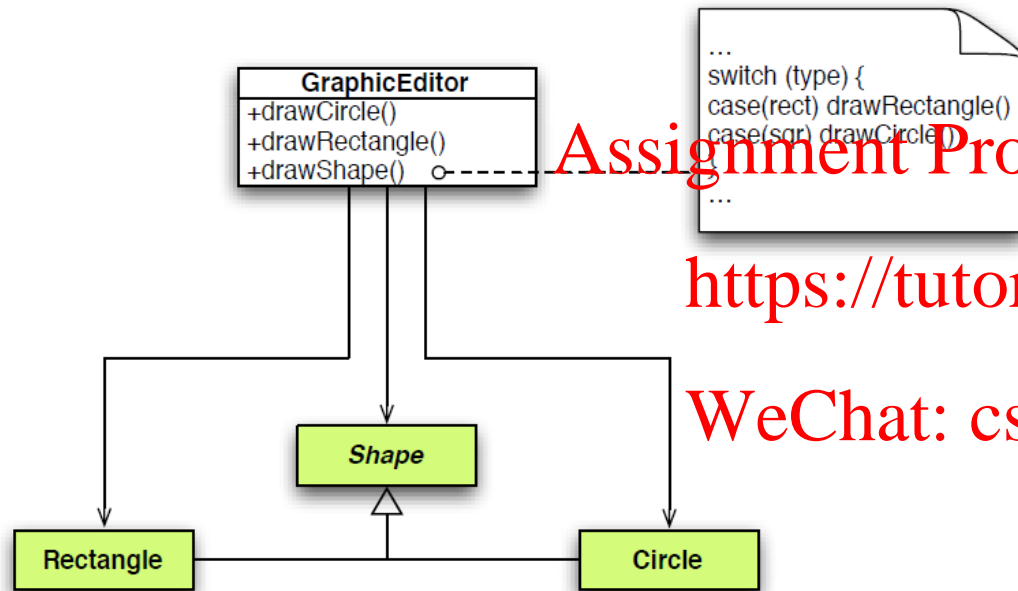 GraphicEditor
+drawCircle()
+drawRectangle()
+drawShape()
...
switch (type) {
case(rect) drawRectangle()
case(sqr) drawCircle()
{
...
Assignment Pro
https://tutor
WeChat: cs
Shape
Rectangle
Circle